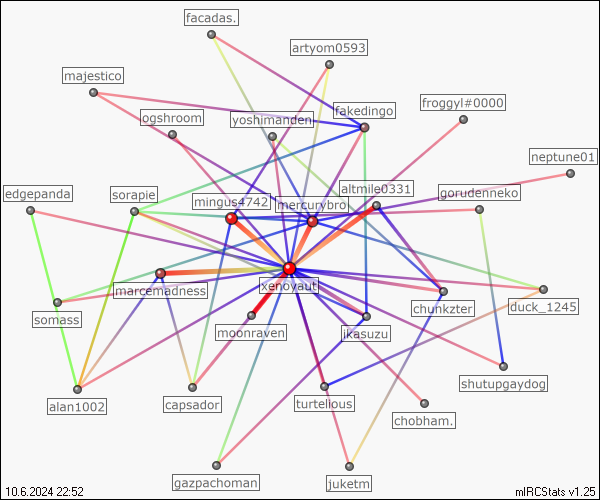 facadas.
artyom0593
majestico
fakedingo
froggyl#0000
ogshroom
yoshimanden
neptune01
edgepanda
sorapie
altmile0331
gorudenneko
mingus4742
mercurybro
xenoyaut
marcemadness
somass
moonraven
jikasuzu
chunkzter
duck_1245
shutupgaydog
alan1002
capsador
turtellous
chobham.
gazpachoman
juketm
10.6.2024 22:52
mIRCStats v1.25